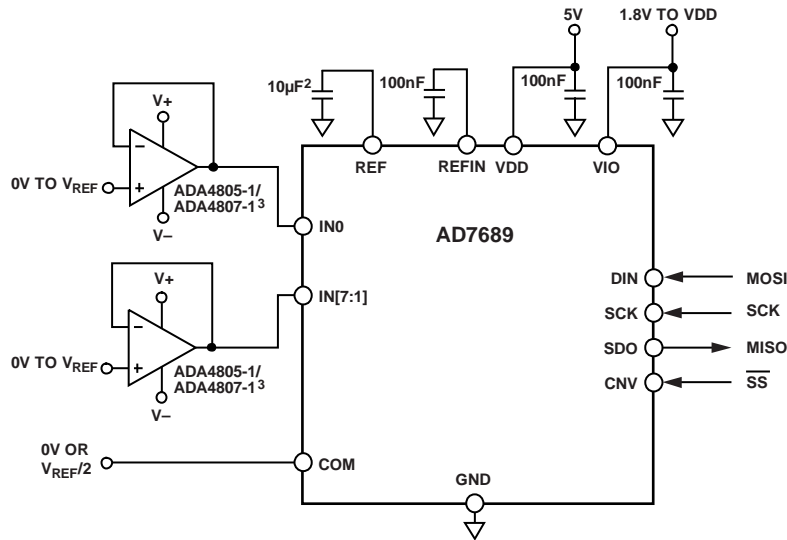 5V
1.8V TO VDD
10µF2
100nF
100nF
100nF
V+
REF
REFIN
VDD
VIO
–
+
0V TO VREF
ADA4805-1/
ADA4807-13
V–
IN0
AD7689
V+
IN[7:1]
DIN
MOSI
SCK
SCK
–
+
0V TO VREF
ADA4805-1/
ADA4807-13
SDO
MISO
V–
CNV
SS
0V OR
VREF/2
COM
GND